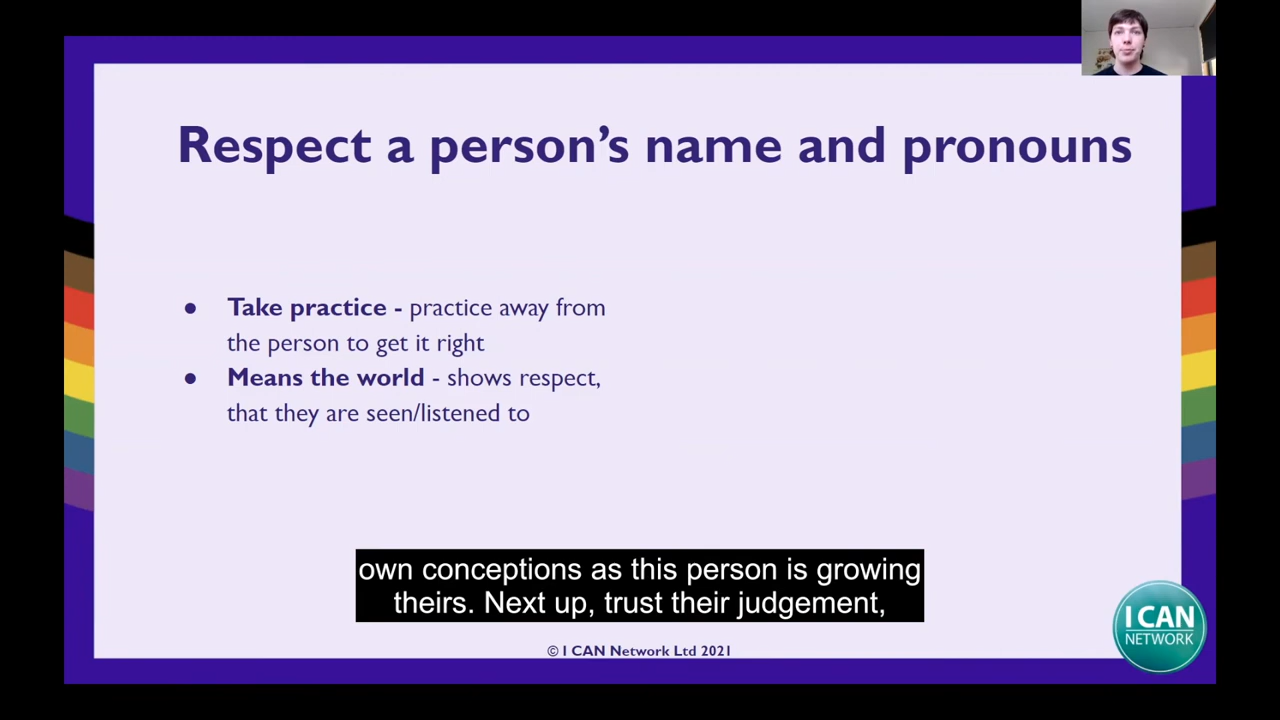 Respect a person's name and pronouns
● Take practice - practice away from
the person to get it right
● Means the world - shows respect,
that they are seen/listened to
own conceptions as this person is growing
theirs. Next up, trust their judgement,
© I CAN Network Ltd 2021
I CAN
NETWORK